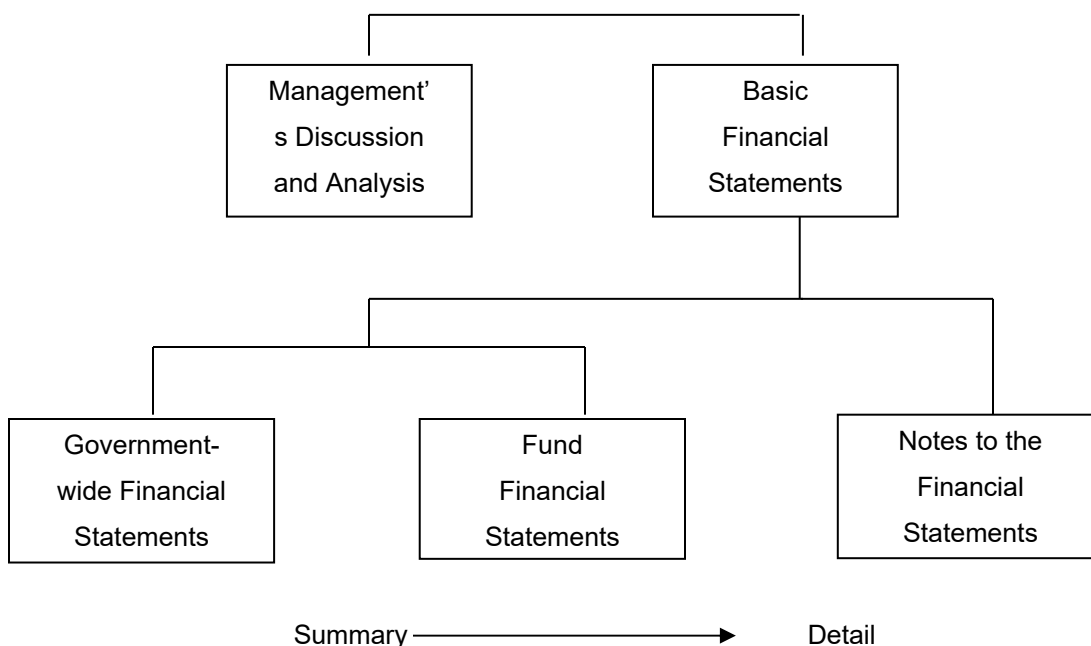 Management’
s Discussion
and Analysis
Basic
Financial
Statements
Government-
wide Financial
Statements
Fund
Financial
Statements
Notes to the
Financial
Statements
Summary
Detail